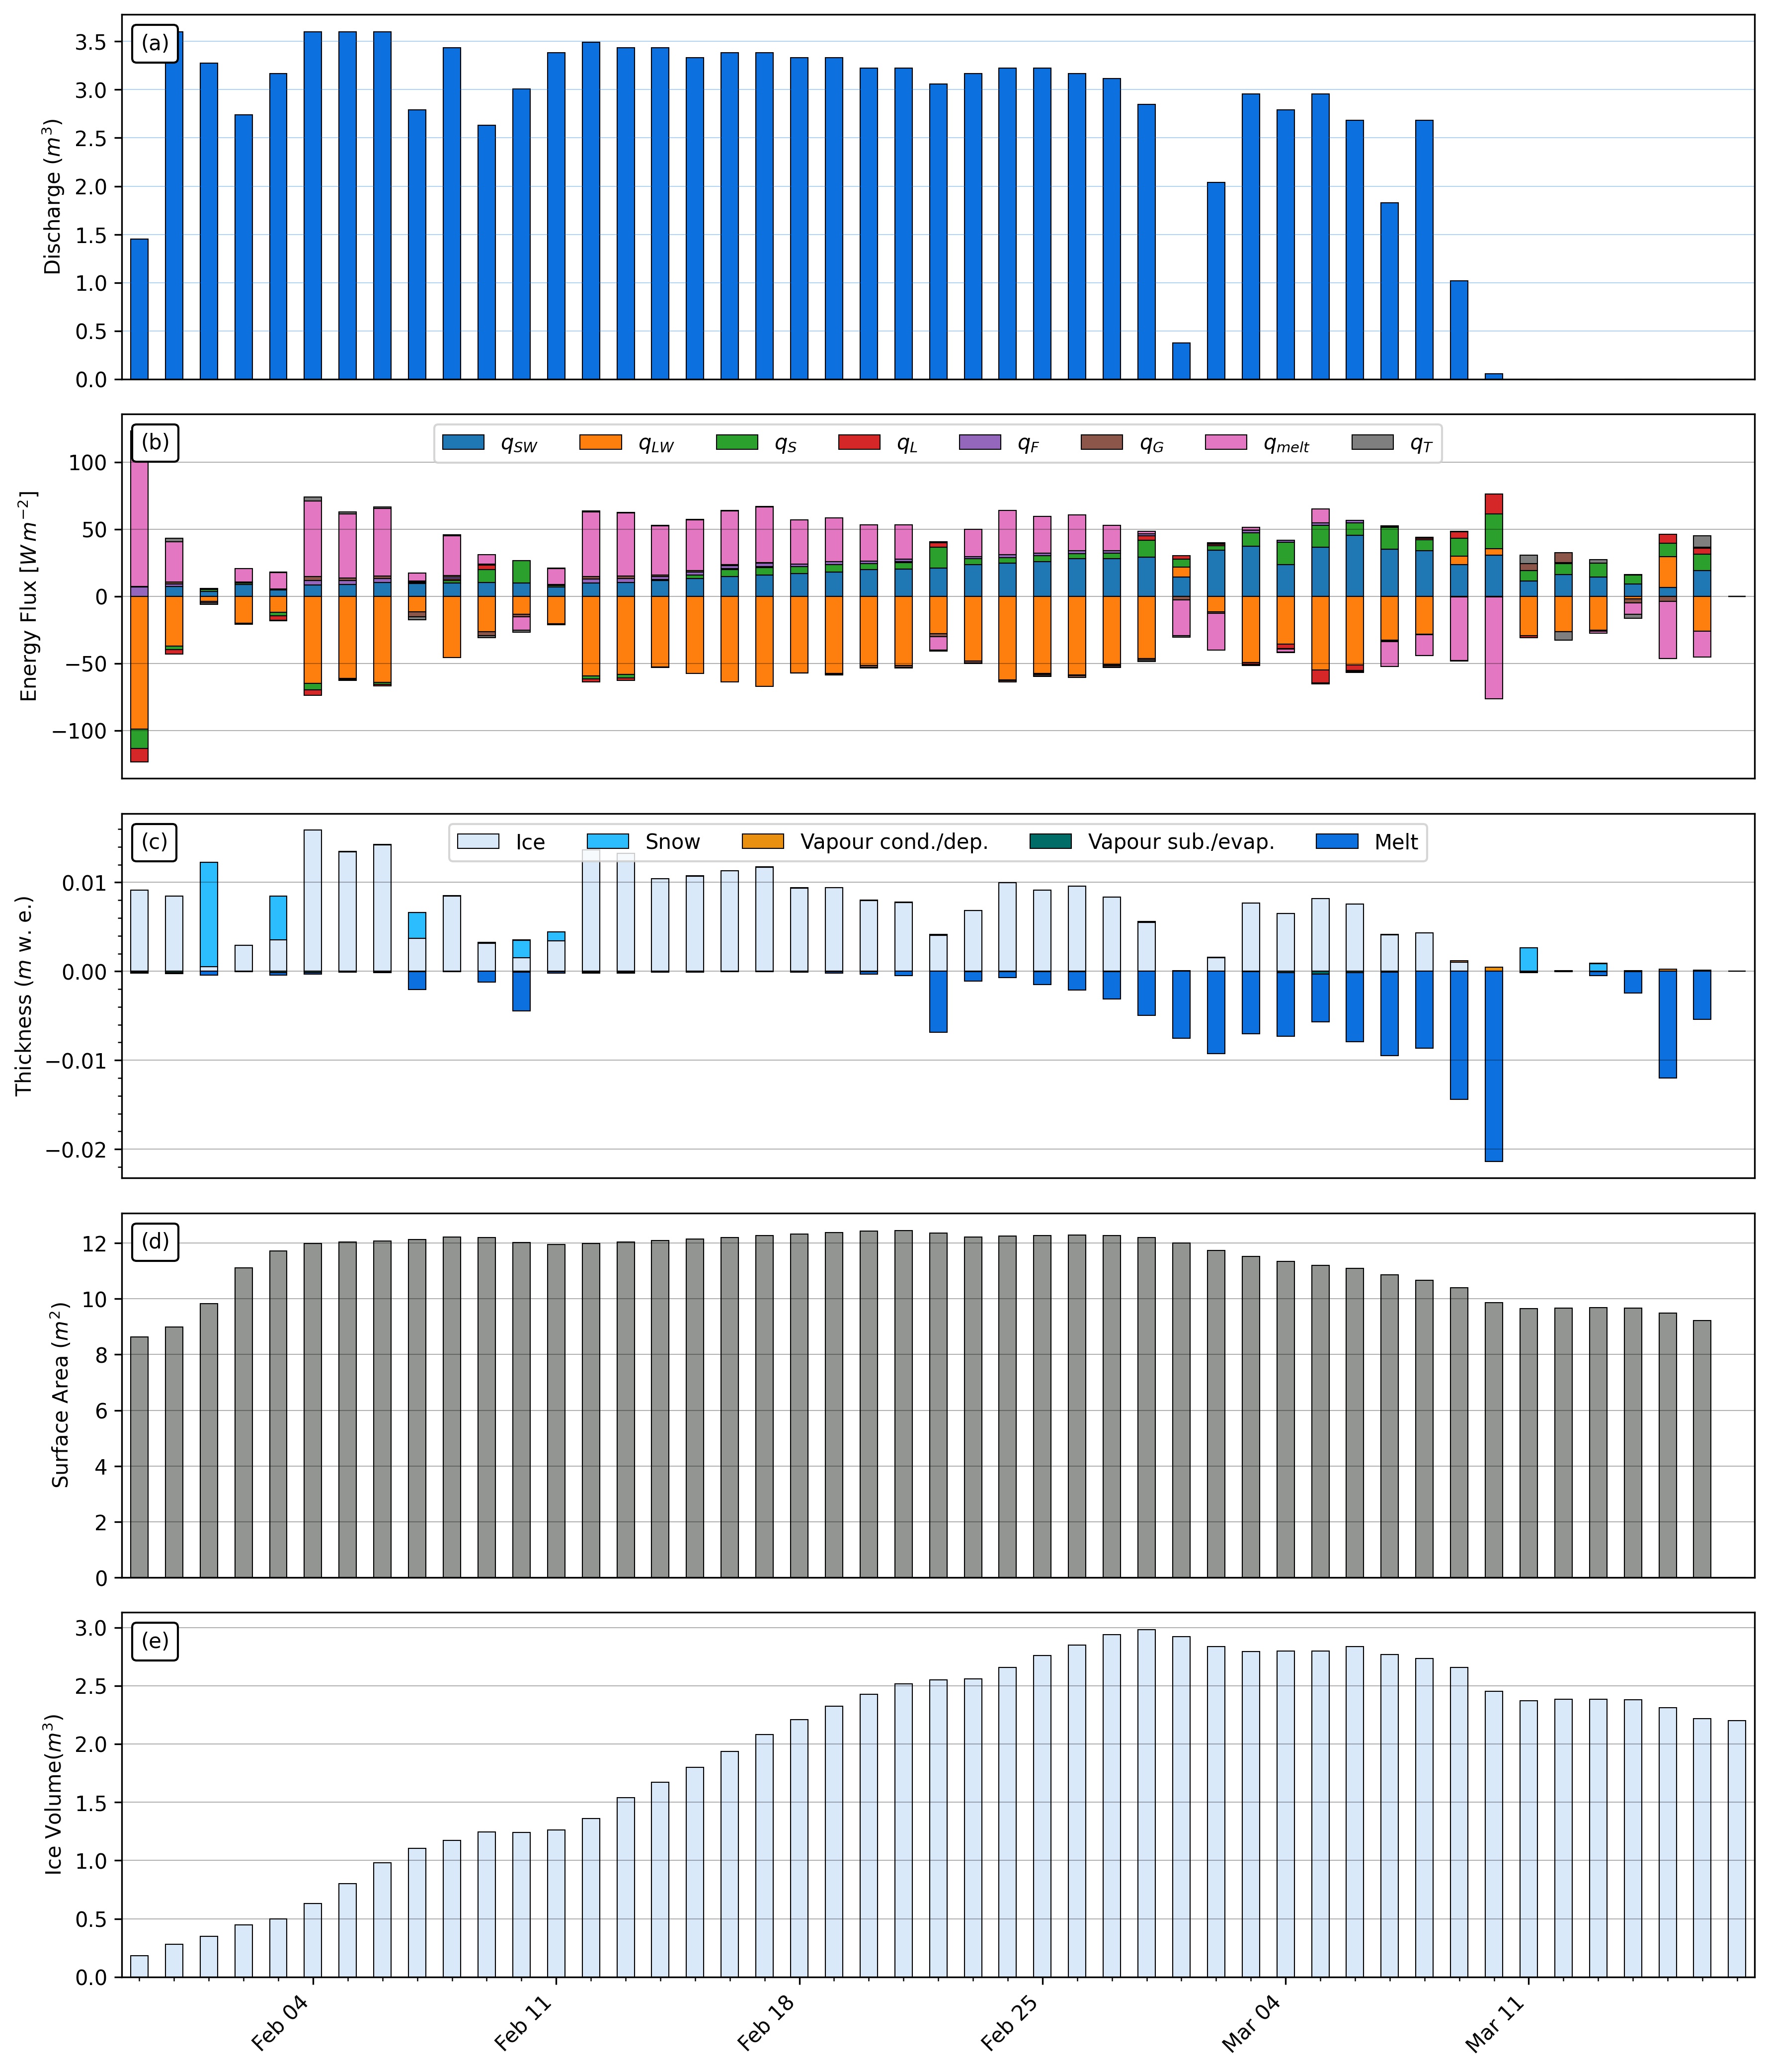 (a)
3.5
3.0
2.5
2.0
1.5
1.0
0.5
0.0
Discharge (m³)
(b)
q_SW q_LW q_S q_L q_F q_G q_melt q_T
100
50
0
−50
−100
Energy Flux [W m⁻²]
(c)
Ice Snow Vapour cond./dep. Vapour sub./evap. Melt
0.01
0.00
−0.01
−0.02
Thickness (m w. e.)
(d)
12
10
8
6
4
2
0
Surface Area (m²)
(e)
3.0
2.5
2.0
1.5
1.0
0.5
0.0
Ice Volume(m³)
Feb 04 Feb 11 Feb 18 Feb 25 Mar 04 Mar 11